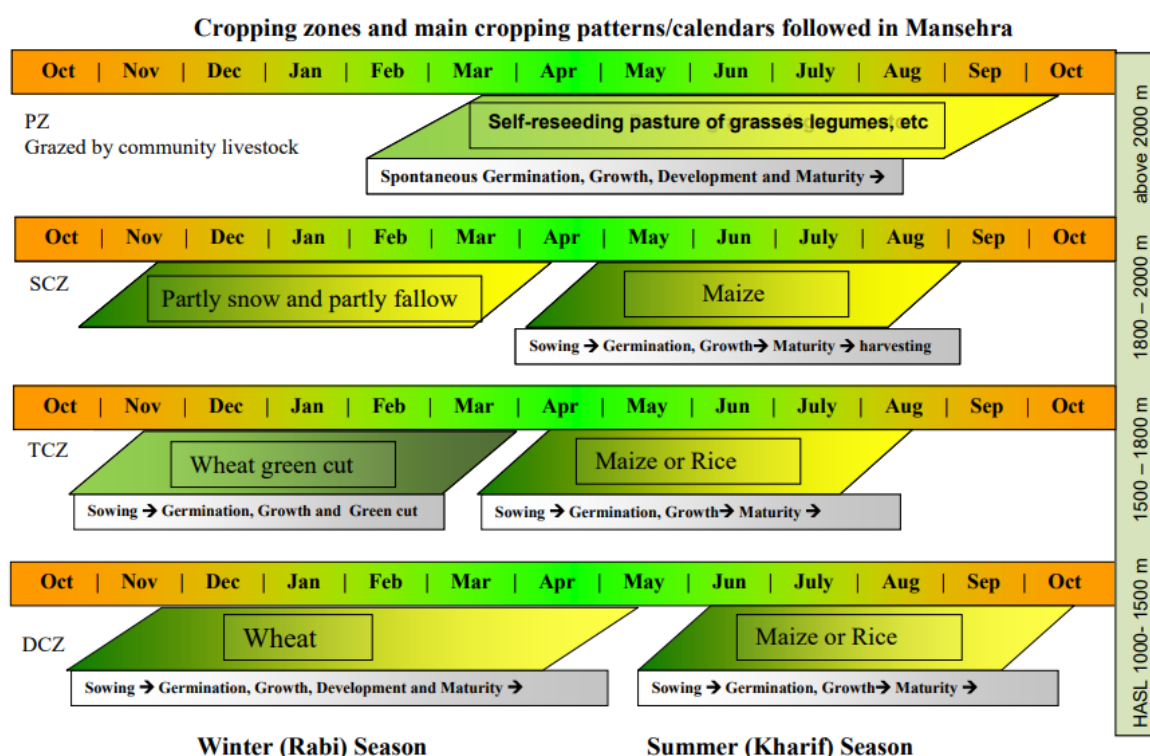 Cropping zones and main cropping patterns/calendars followed in Mansehra
Oct | Nov | Dec | Jan | Feb | Mar | Apr | May | Jun | July | Aug | Sep | Oct
PZ
Grazed by community livestock
Self-reseeding pasture of grasses legumes, etc
Spontaneous Germination, Growth, Development and Maturity →
above 2000 m
Oct | Nov | Dec | Jan | Feb | Mar | Apr | May | Jun | July | Aug | Sep | Oct
SCZ
Partly snow and partly fallow
Maize
Sowing → Germination, Growth→ Maturity → harvesting
1800 – 2000 m
Oct | Nov | Dec | Jan | Feb | Mar | Apr | May | Jun | July | Aug | Sep | Oct
TCZ
Wheat green cut
Maize or Rice
Sowing → Germination, Growth and Green cut
Sowing → Germination, Growth→ Maturity →
1500 – 1800 m
Oct | Nov | Dec | Jan | Feb | Mar | Apr | May | Jun | July | Aug | Sep | Oct
DCZ
Wheat
Maize or Rice
Sowing → Germination, Growth, Development and Maturity →
Sowing → Germination, Growth→ Maturity →
HASL 1000- 1500 m
Winter (Rabi) Season
Summer (Kharif) Season